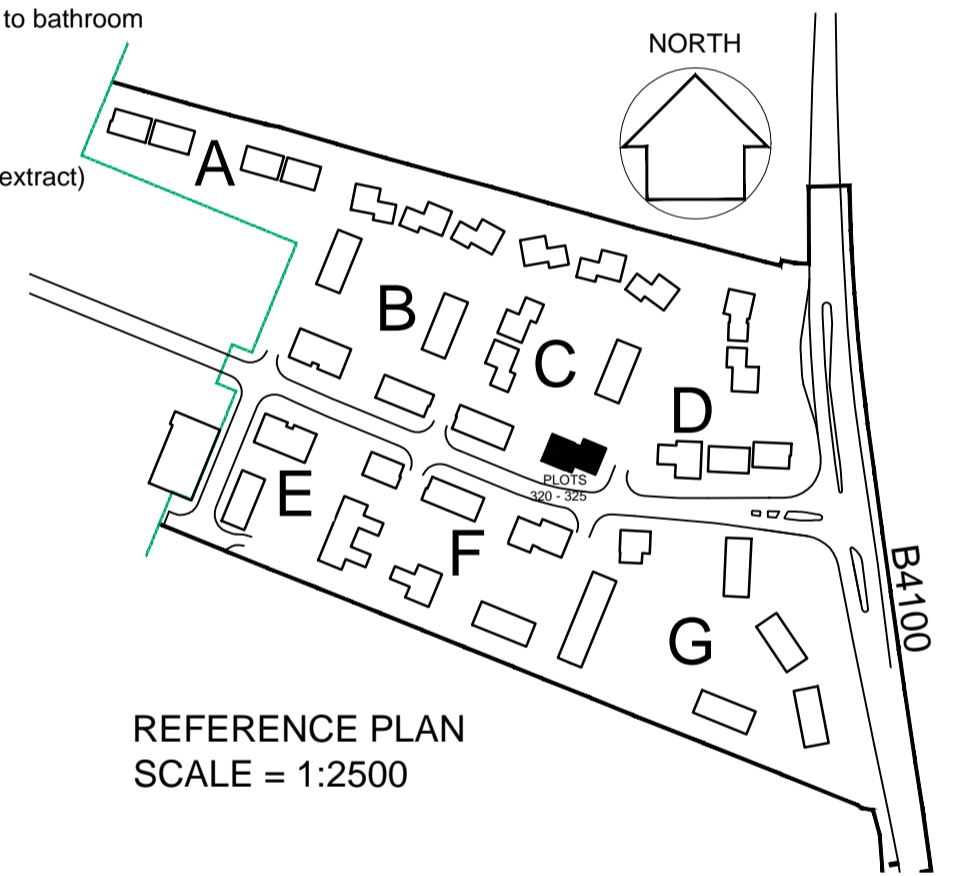 to bathroom
NORTH
extract)
A
B
C
D
PLOTS
320 - 325
E
F
B4100
G
REFERENCE PLAN
SCALE = 1:2500